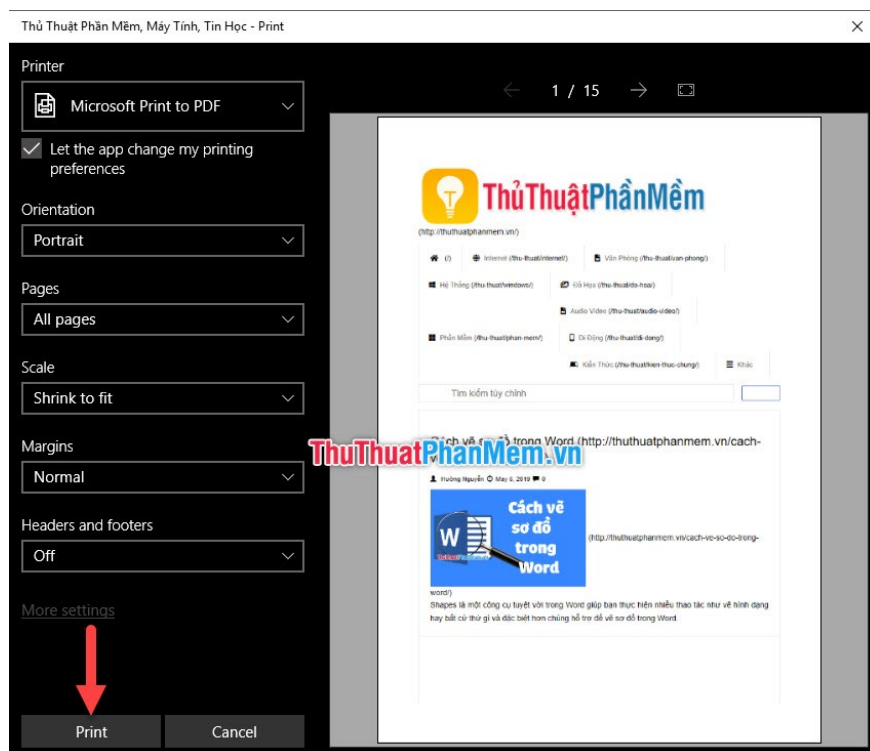 Thủ Thuật Phần Mềm, Máy Tính, Tin Học - Print
Printer
Microsoft Print to PDF
Let the app change my printing
preferences
Orientation
Portrait
Pages
All pages
Scale
Shrink to fit
Margins
Normal
Headers and footers
Off
More settings
Print
Cancel
1 / 15
ThủThuậtPhầnMềm
(http://thuthuatphanmem.vn/)
(/) Internet (/thu-thuat/internet/) Văn Phòng (/thu-thuat/van-phong/)
Hệ Thống (/thu-thuat/windows/) Đồ Họa (/thu-thuat/do-hoa/)
Audio Video (/thu-thuat/audio-video/)
Phần Mềm (/thu-thuat/phan-mem/) Di Động (/thu-thuat/di-dong/)
Kiến Thức (/thu-thuat/kien-thuc-chung/) Khác
Tìm kiếm tùy chỉnh
Cách vẽ sơ đồ trong Word (http://thuthuatphanmem.vn/cach-
ThuThuatPhanMem.vn
Hường Nguyễn May 6, 2019 0
Cách vẽ
sơ đồ
trong
Word
W
(http://thuthuatphanmem.vn/cach-ve-so-do-trong-
word/)
Shapes là một công cụ tuyệt vời trong Word giúp bạn thực hiện nhiều thao tác như vẽ hình dạng
hay bất cứ thứ gì và đặc biệt hơn chúng hỗ trợ để vẽ sơ đồ trong Word.